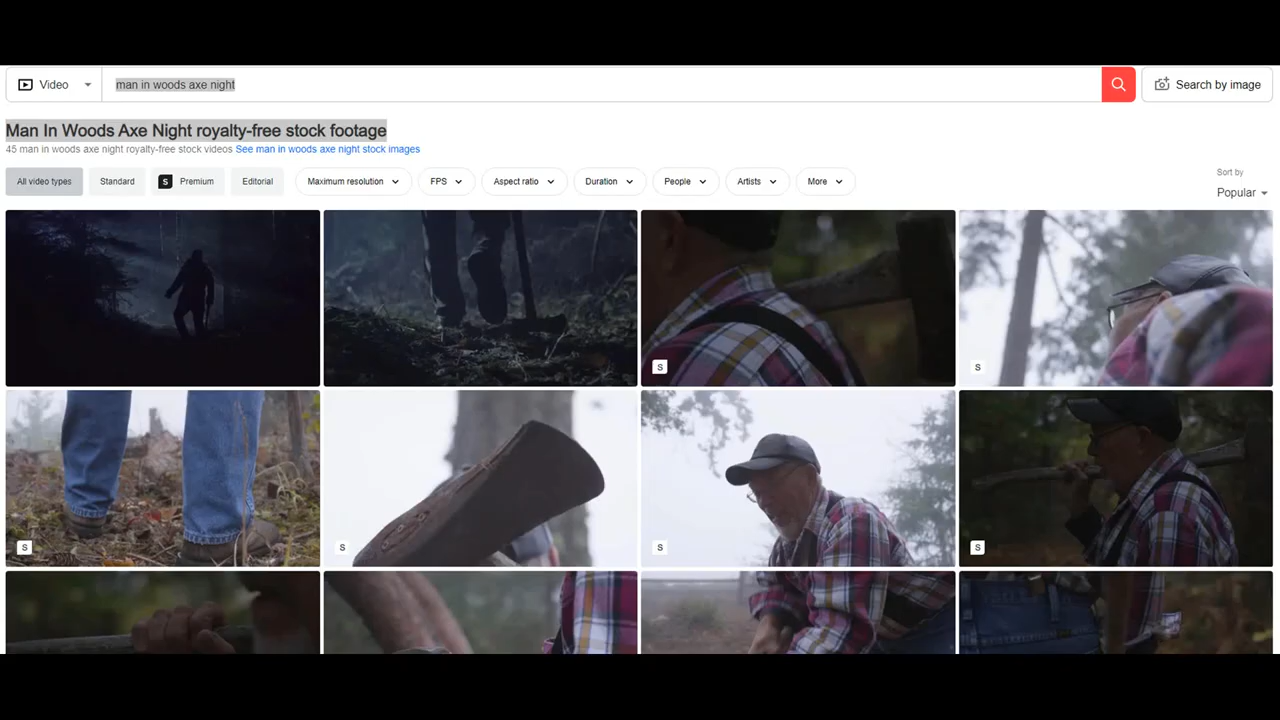 Video
man in woods axe night
Search by image
Man In Woods Axe Night royalty-free stock footage
45 man in woods axe night royalty-free stock videos See man in woods axe night stock images
All video types
Standard
S Premium
Editorial
Maximum resolution
FPS
Aspect ratio
Duration
People
Artists
More
Sort by
Popular
S
S
S
S
S
S